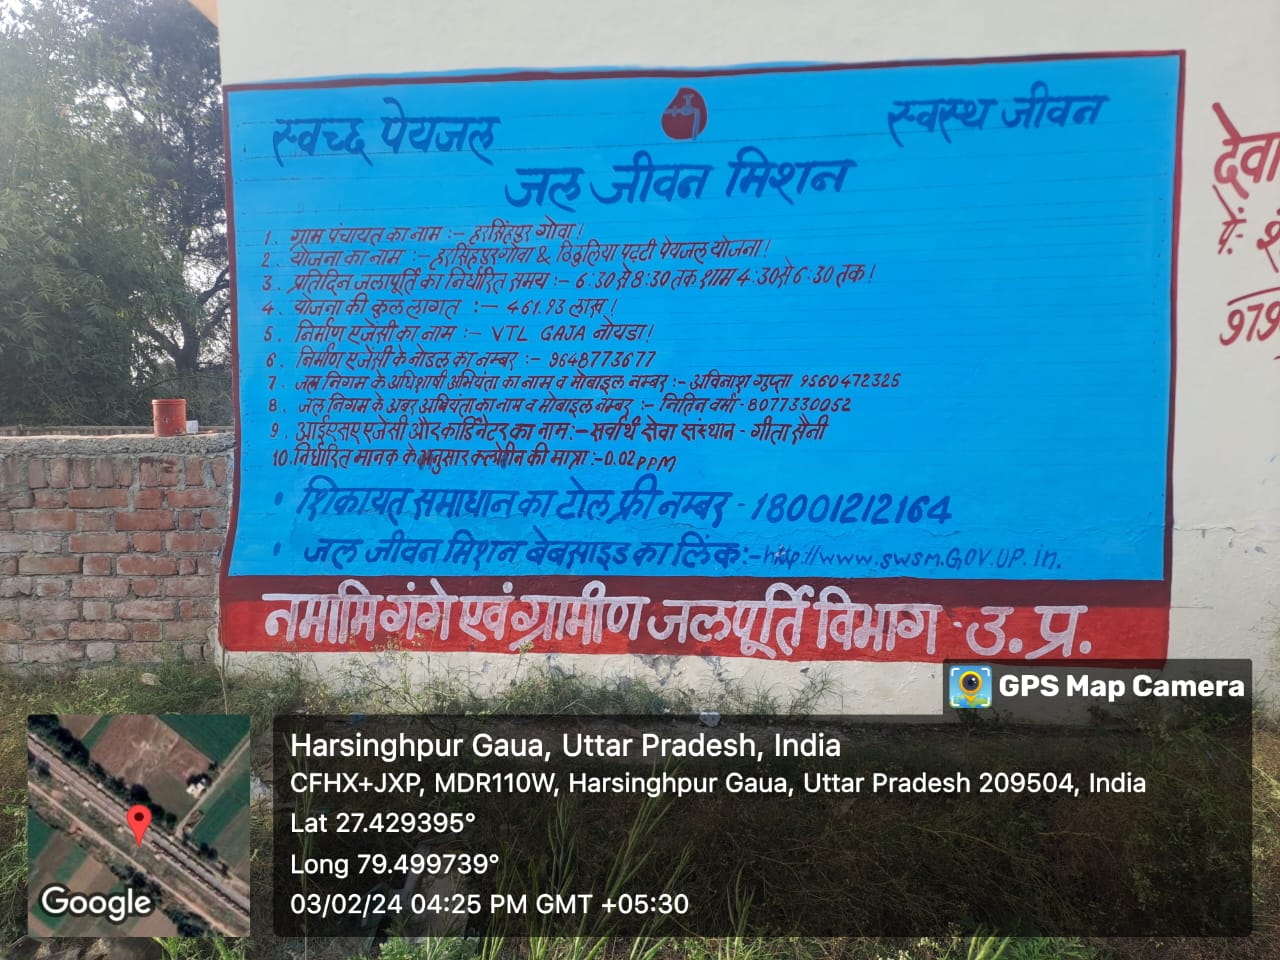 स्वच्छ पेयजल
स्वस्थ जीवन
जल जीवन मिशन
1. ग्राम पंचायत का नाम :- हरसिंहपुर गोवा!
2. योजना का नाम :- हरसिंहपुर गोवा & ठिठुलिया पट्टी पेयजल योजना!
3. प्रतिदिन जलापूर्ति का निर्धारित समय :- 6:30 से 8:30 तक शाम 4:30 से 6:30 तक!
4. योजना की कुल लागत :- 461.93 लाख!
5. निर्माण एजेंसी का नाम :- VTL GAJA नोयडा!
6. निर्माण एजेंसी के नोडल का नम्बर :- 9648773677
7. जल निगम के अधिशाषी अभियंता का नाम व मोबाइल नम्बर :- अविनाश गुप्ता 9560472325
8. जल निगम के अवर अभियंता का नाम व मोबाइल नम्बर :- नितिन वर्मा - 8077330052
9. आईएसए एजेंसी और कार्डिनेटर का नाम :- सर्वार्थ सेवा संस्थान - गीता सैनी
10. निर्धारित मानक के अनुसार क्लोरीन की मात्रा :- 0.02 PPM
• शिकायत समाधान का टोल फ्री नम्बर - 18001212164
• जल जीवन मिशन बेबसाइड का लिंक :- http://www.swsm.GOV.UP.in.
नमामि गंगे एवं ग्रामीण जलपूर्ति विभाग - उ. प्र.
देवा
पें:-
979
GPS Map Camera
Harsinghpur Gaua, Uttar Pradesh, India
CFHX+JXP, MDR110W, Harsinghpur Gaua, Uttar Pradesh 209504, India
Lat 27.429395°
Long 79.499739°
03/02/24 04:25 PM GMT +05:30
Google